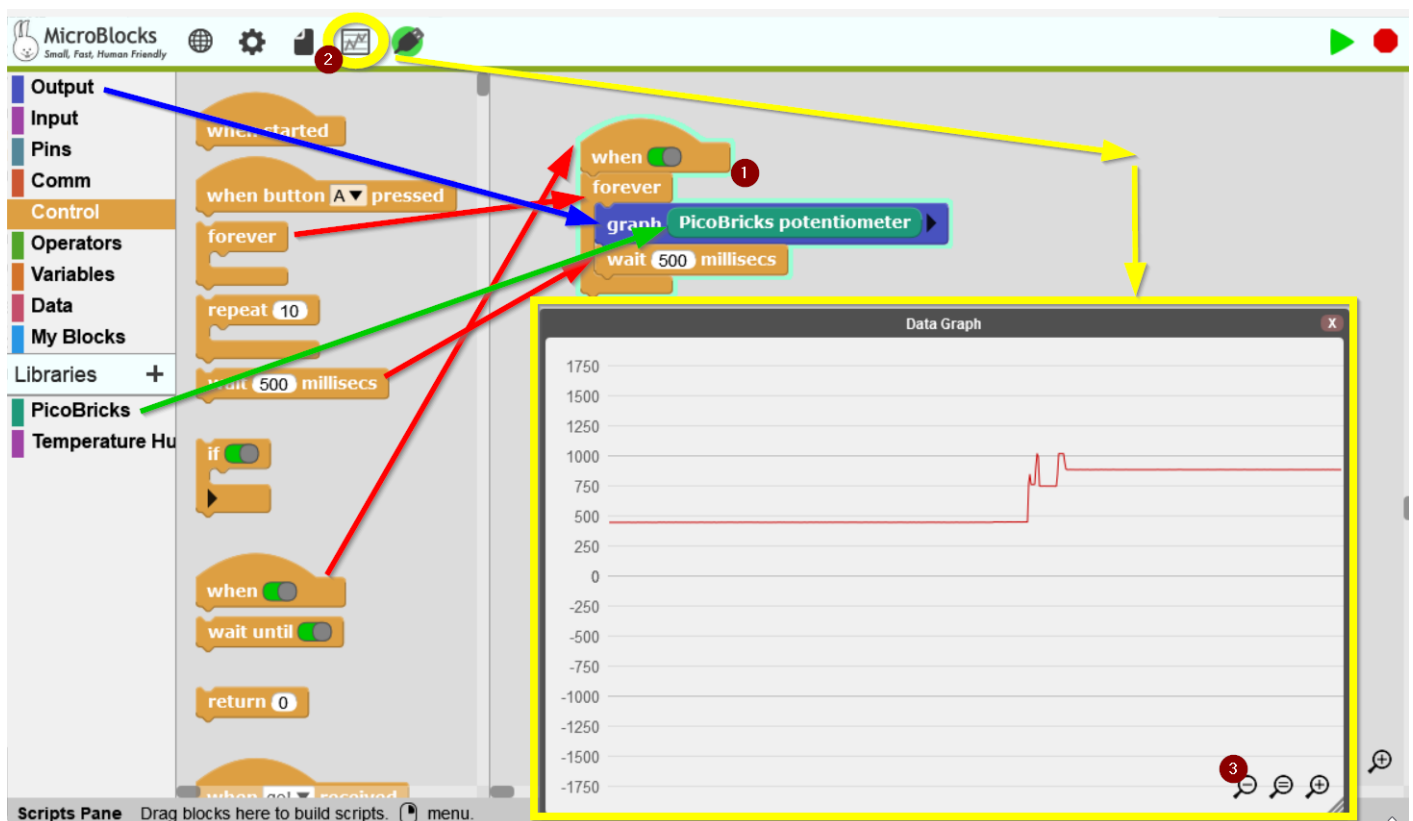 MicroBlocks
Small, Fast, Human Friendly
2
Output
Input
Pins
Comm
Control
Operators
Variables
Data
My Blocks
Libraries +
PicoBricks
Temperature Hu
when started
when button A pressed
forever
repeat 10
wait 500 millisecs
if
when
wait until
return 0
when go! received
when
1
forever
graph PicoBricks potentiometer
wait 500 millisecs
Data Graph X
1750
1500
1250
1000
750
500
250
0
-250
-500
-750
-1000
-1250
-1500
-1750
3
Scripts Pane Drag blocks here to build scripts. menu.